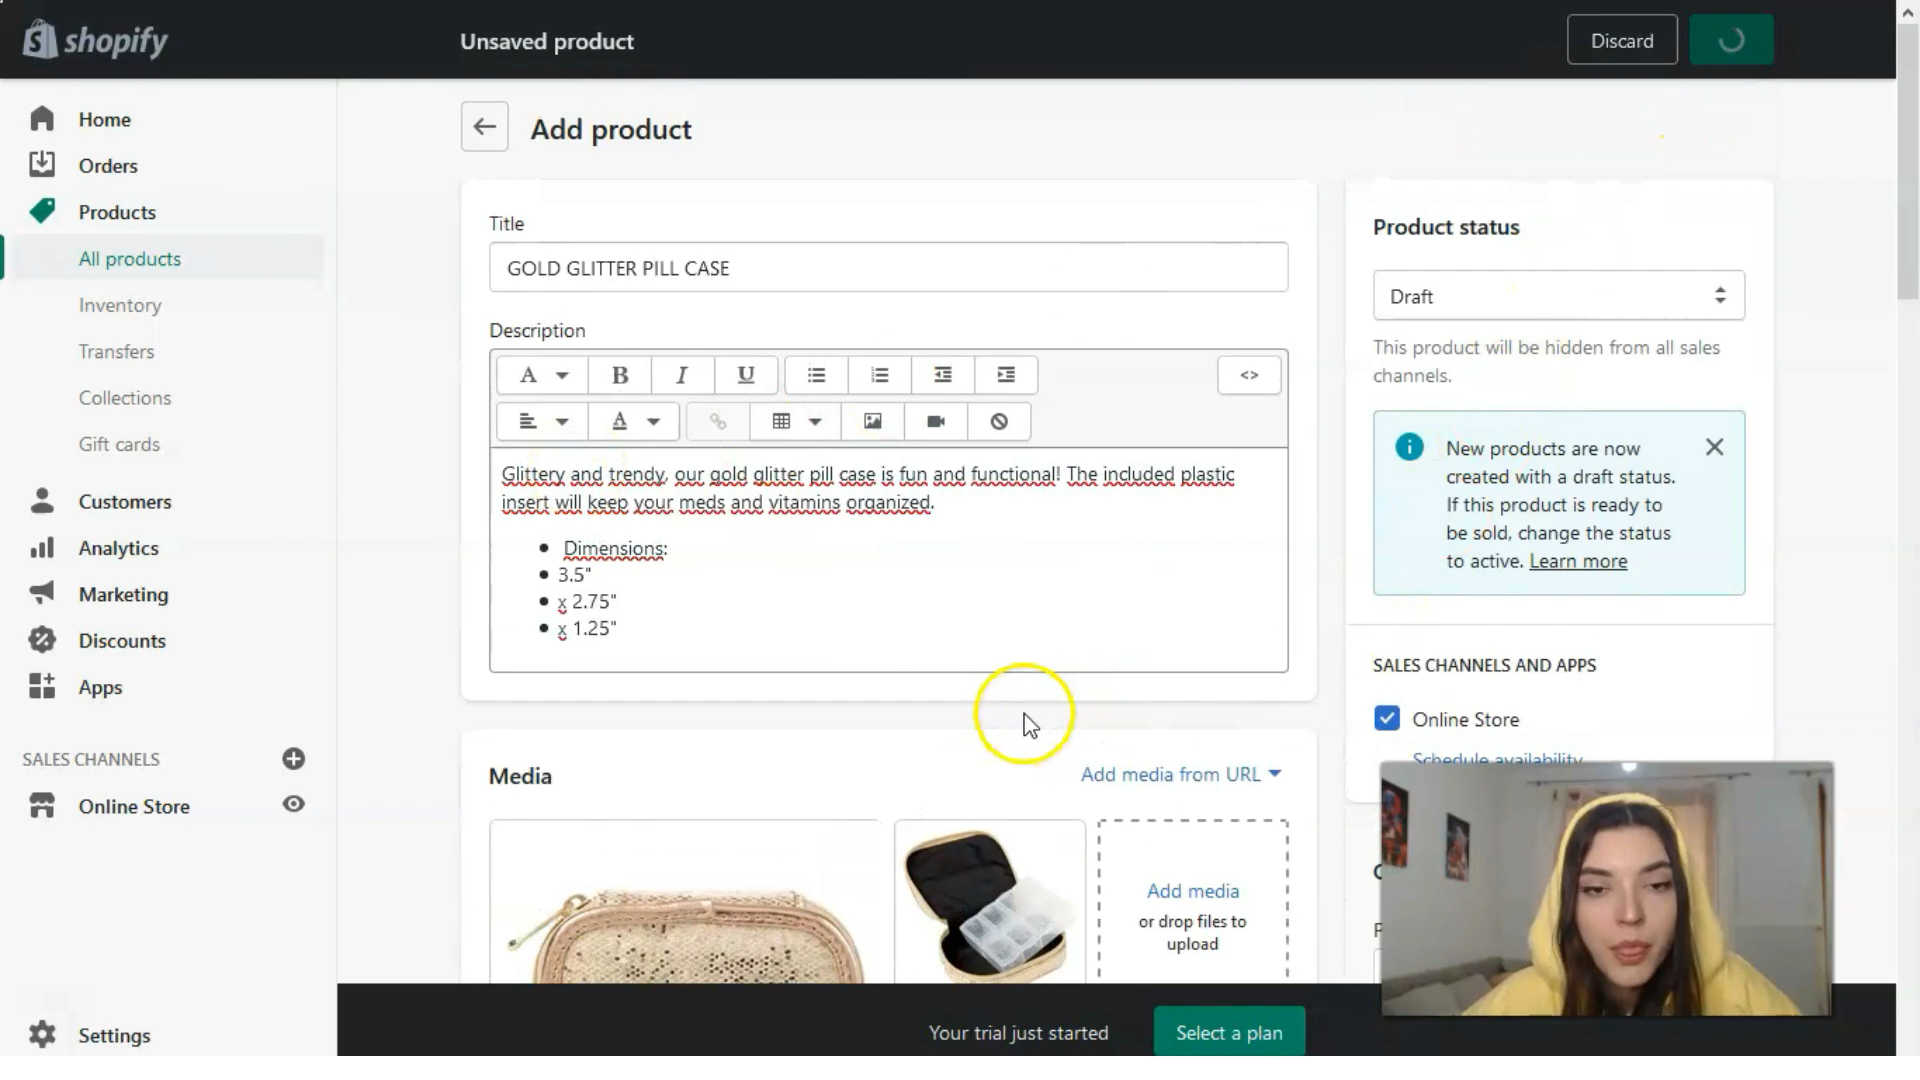 shopify
Unsaved product
Discard
Home
Orders
Products
All products
Inventory
Transfers
Collections
Gift cards
Customers
Analytics
Marketing
Discounts
Apps
SALES CHANNELS
Online Store
Settings
Add product
Title
GOLD GLITTER PILL CASE
Description
A
B
I
U
<>
A
Glittery and trendy, our gold glitter pill case is fun and functional! The included plastic
insert will keep your meds and vitamins organized.
Dimensions:
3.5"
x 2.75"
x 1.25"
Media
Add media from URL
Add media
or drop files to
upload
Product status
Draft
This product will be hidden from all sales
channels.
New products are now
created with a draft status.
If this product is ready to
be sold, change the status
to active. Learn more
SALES CHANNELS AND APPS
Online Store
Schedule availability
Your trial just started
Select a plan